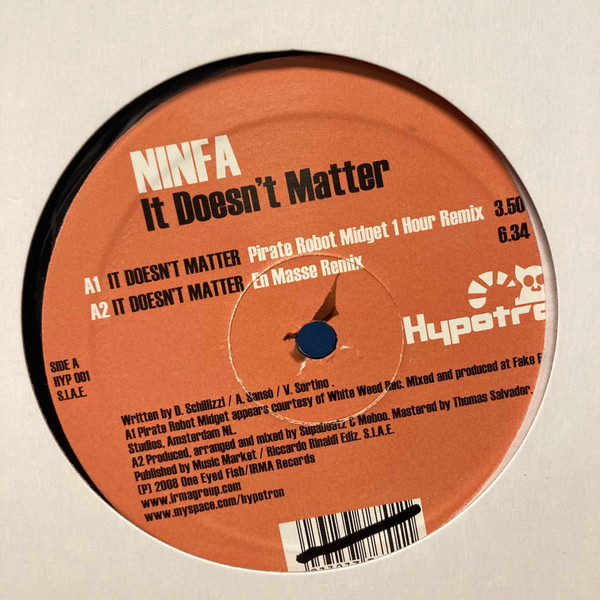 NINFA
It Doesn't Matter
A1 IT DOESN'T MATTER Pirate Robot Midget 1 Hour Remix 3.50
A2 IT DOESN'T MATTER En Masse Remix 6.34
Hypotro
SIDE A
HYP 001
S.I.A.E.
Written by D. Schillizzi / A. Sansò / V. Sortino .
A1 Pirate Robot Midget appears courtesy of White Weed Rec. Mixed and produced at Fake
Studios, Amsterdam NL.
A2 Produced, arranged and mixed by Supabeatz & Meboo. Mastered by Thomas Salvador.
Published by Music Market / Riccardo Rinaldi Ediz. S.I.A.E.
(P) 2008 One Eyed Fish/IRMA Records
www.irmagroup.com
www.myspace.com/hypotron